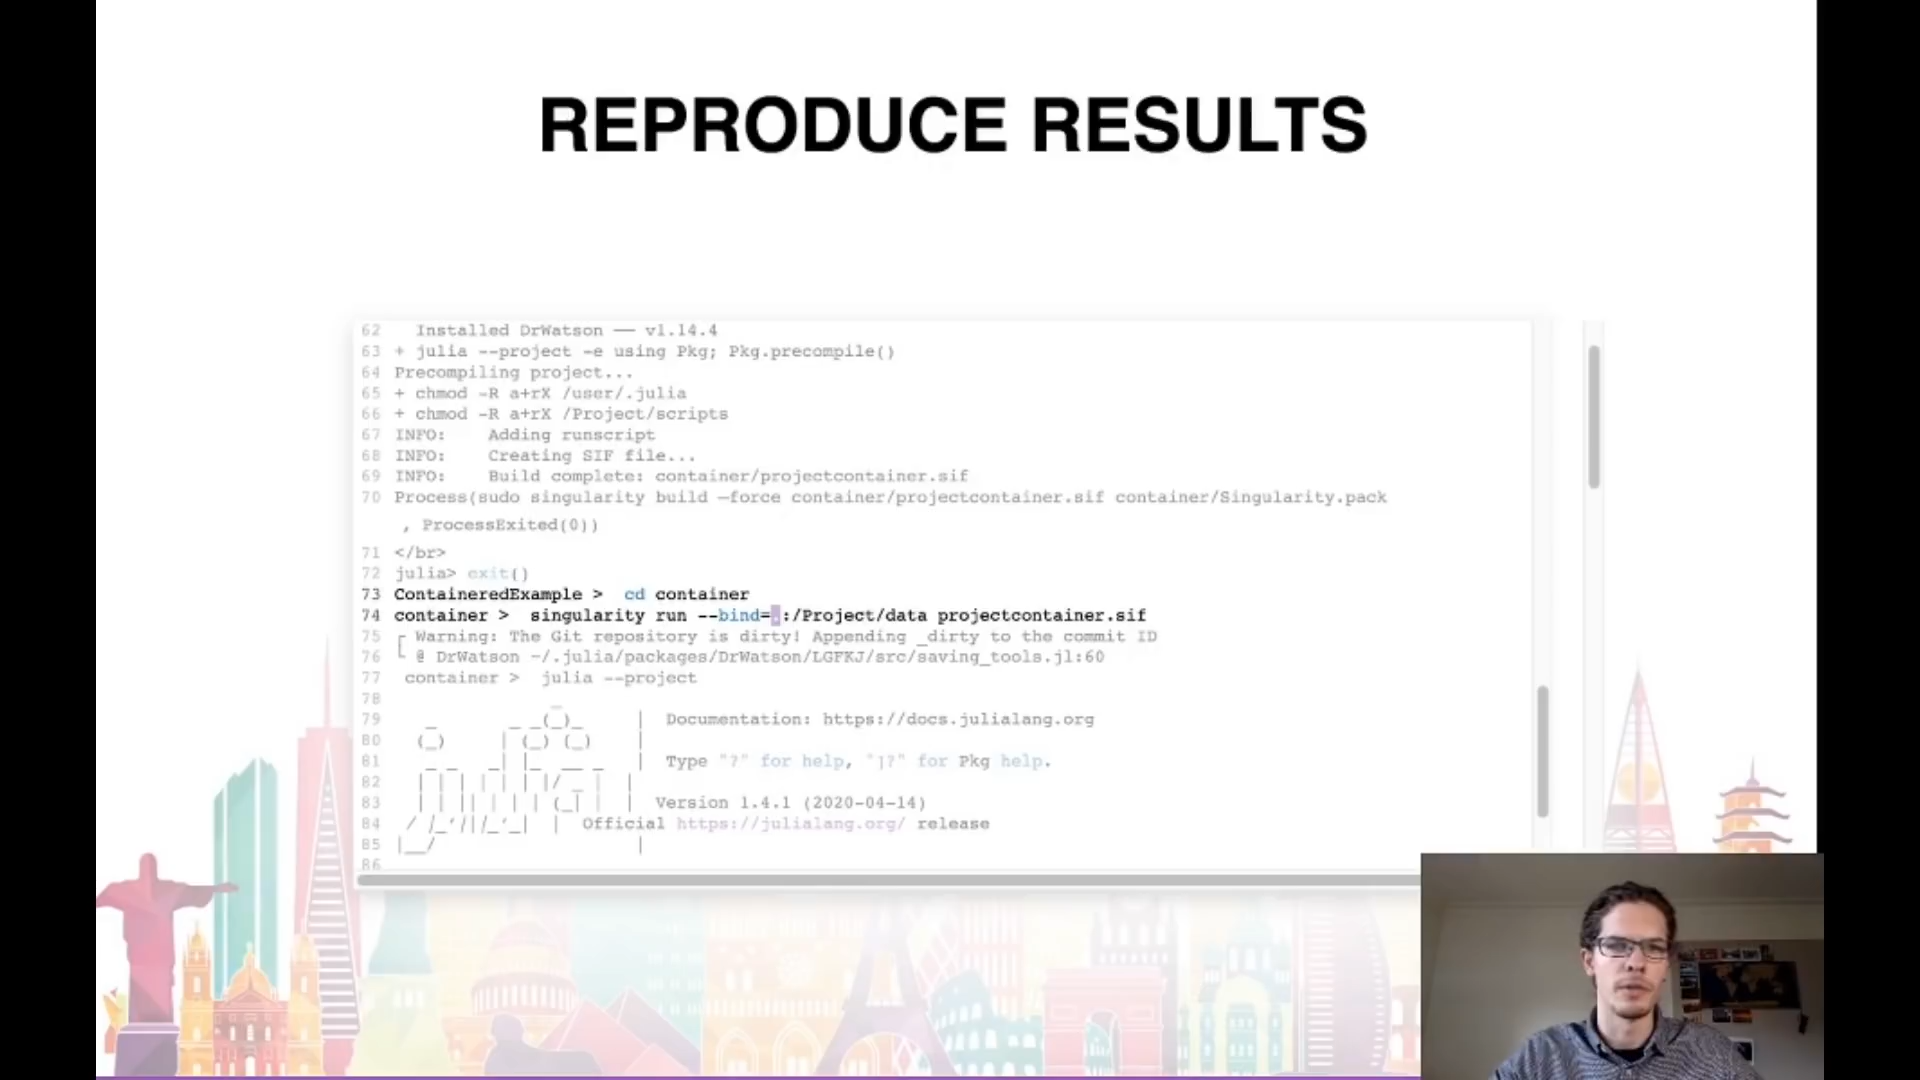 REPRODUCE RESULTS
62 Installed DrWatson —— v1.14.4
63 + julia --project -e using Pkg; Pkg.precompile()
64 Precompiling project...
65 + chmod -R a+rX /user/.julia
66 + chmod -R a+rX /Project/scripts
67 INFO: Adding runscript
68 INFO: Creating SIF file...
69 INFO: Build complete: container/projectcontainer.sif
70 Process(sudo singularity build —force container/projectcontainer.sif container/Singularity.pack
, ProcessExited(0))
71 </br>
72 julia> exit()
73 ContaineredExample > cd container
74 container > singularity run --bind=.:/Project/data projectcontainer.sif
75 ┌ Warning: The Git repository is dirty! Appending _dirty to the commit ID
76 └ @ DrWatson ~/.julia/packages/DrWatson/LGFKJ/src/saving_tools.jl:60
77 container > julia --project
78
79 | Documentation: https://docs.julialang.org
80 |
81 | Type "?" for help, "]?" for Pkg help.
82 |
83 | Version 1.4.1 (2020-04-14)
84 | Official https://julialang.org/ release
85 |
86